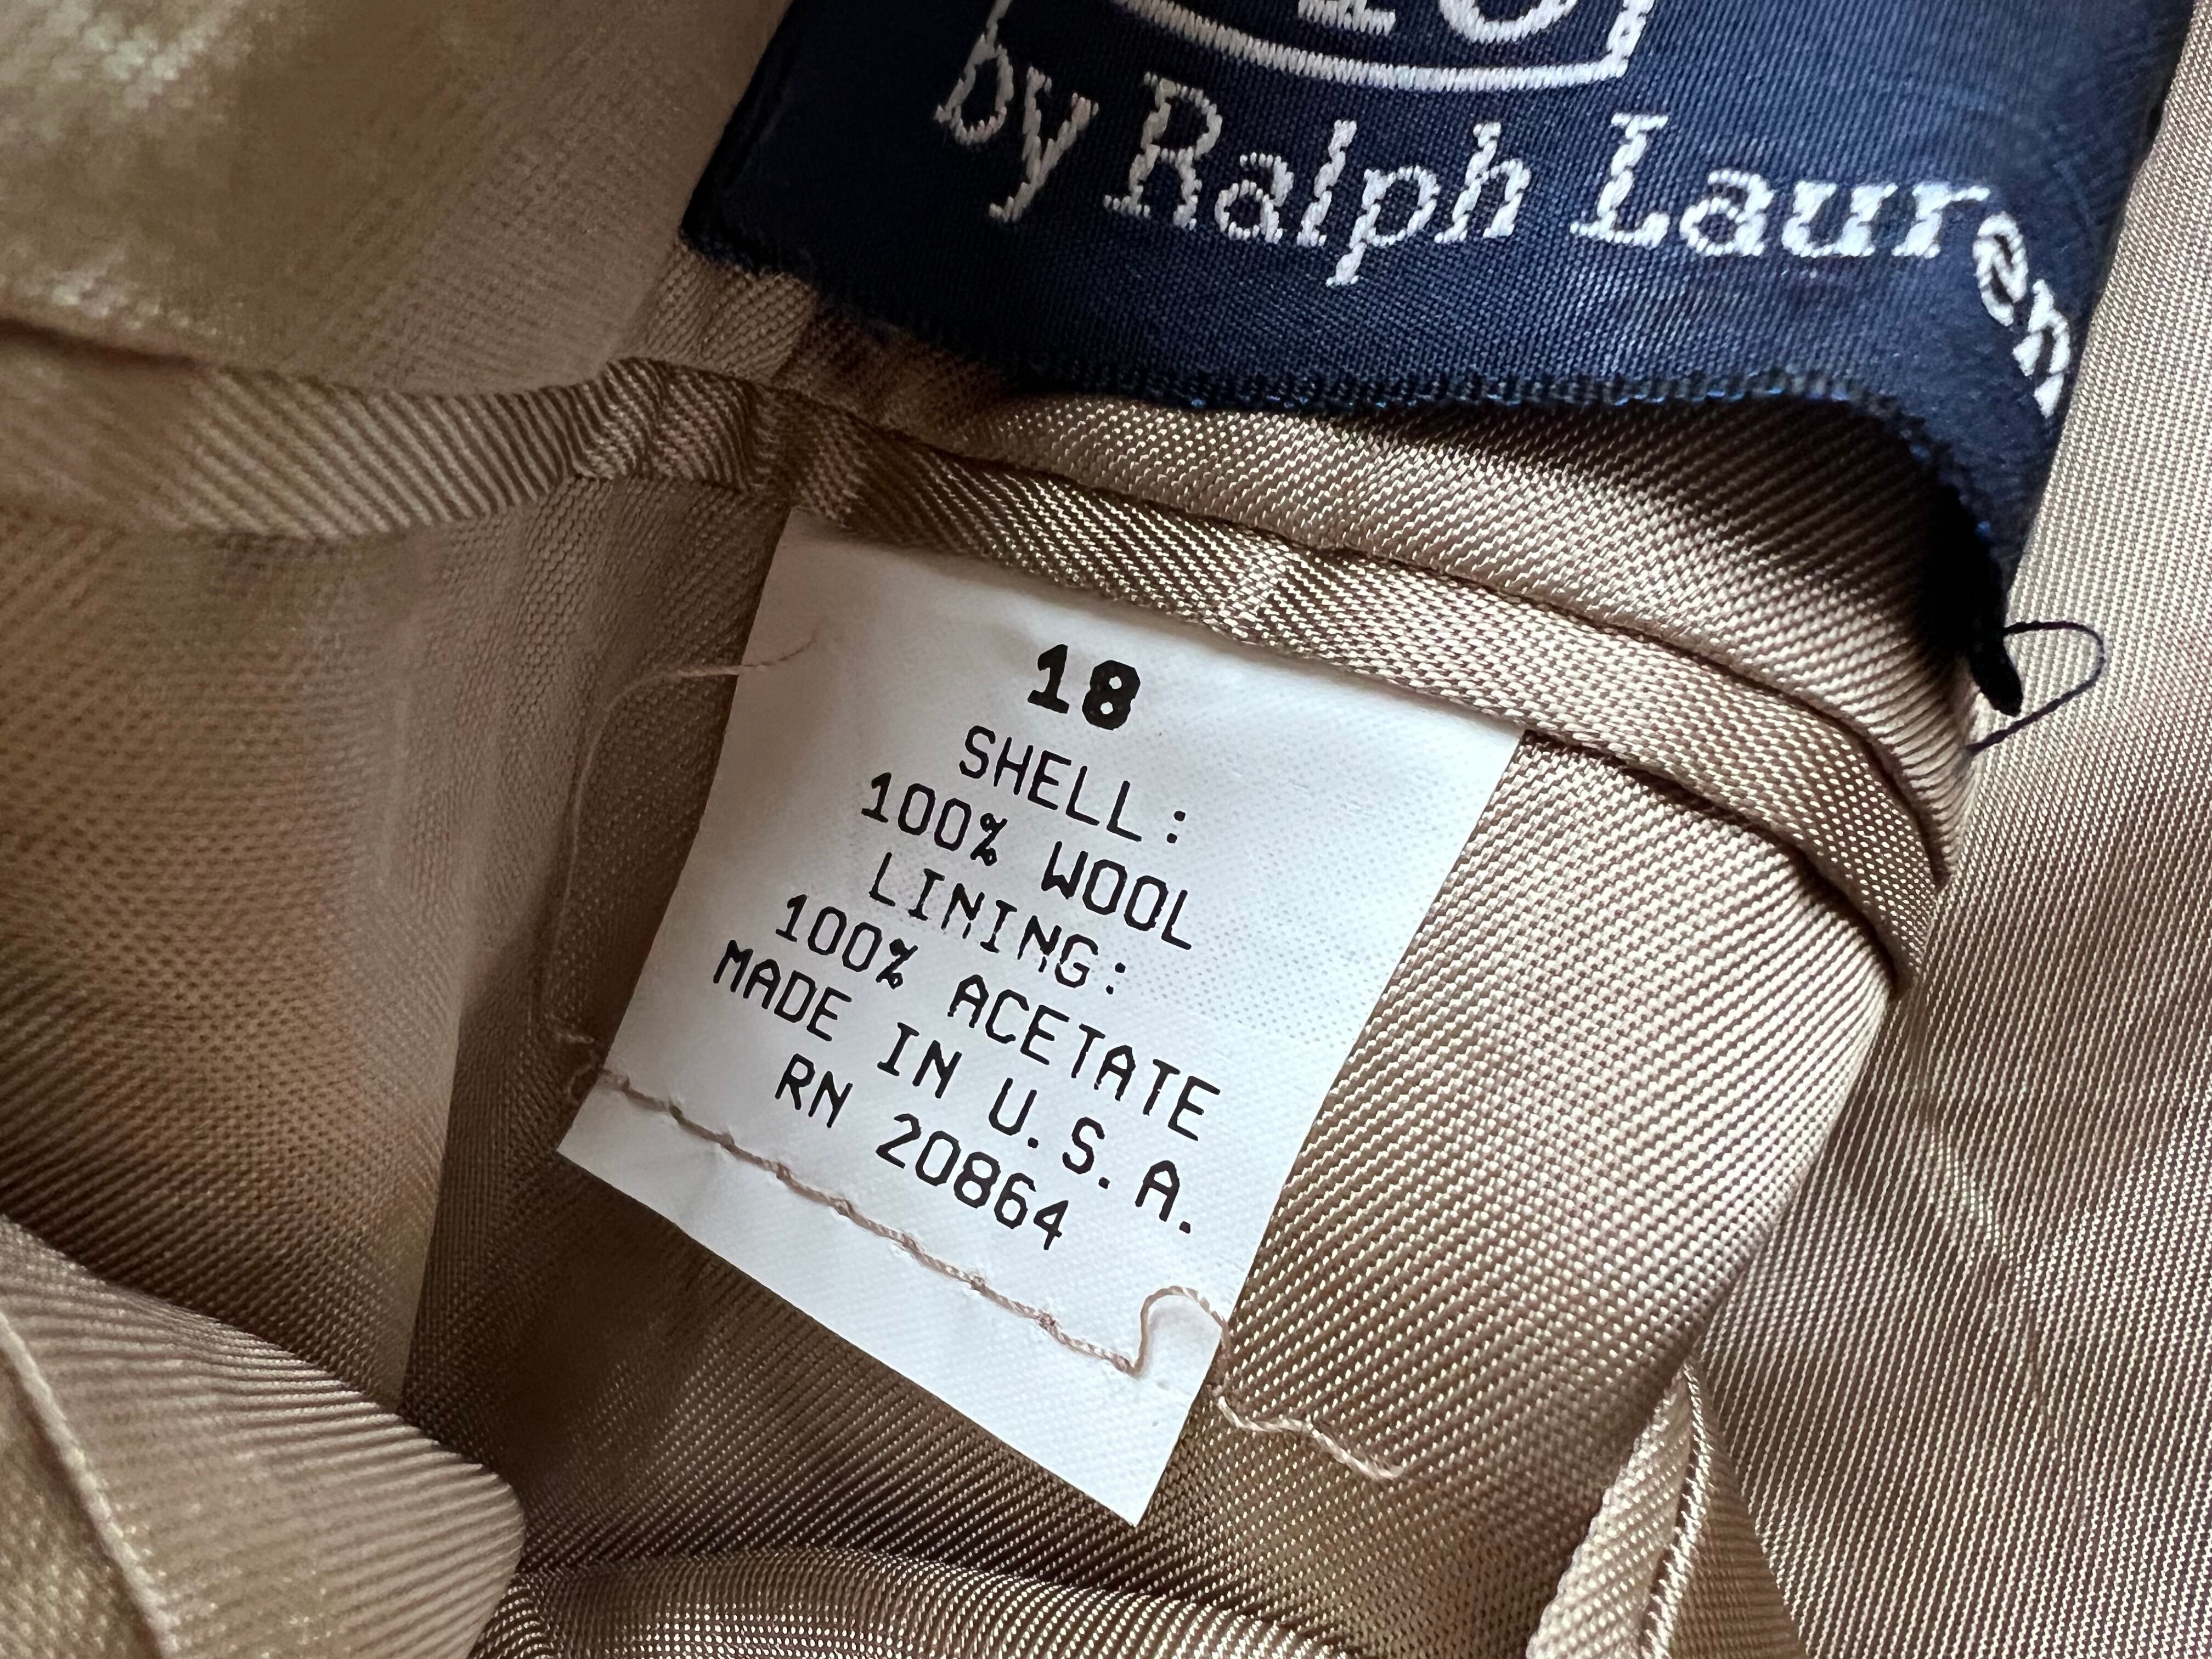 by Ralph Lauren
18
SHELL:
100% WOOL
LINING:
100% ACETATE
MADE IN U.S.A.
RN 20864